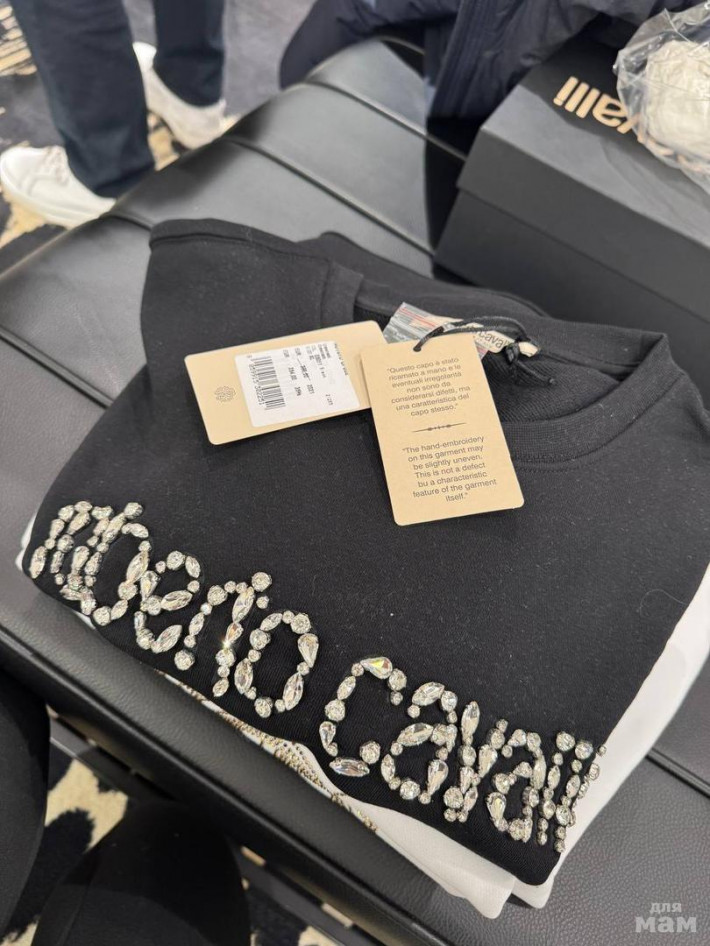 valli
"Questo capo è stato
ricamato a mano e le
eventuali irregolarità
non sono da
considerarsi difetti, ma
una caratteristica del
capo stesso."
"The hand-embroidery
on this garment may
be slightly uneven.
This is not a defect
bu a characteristic
feature of the garment
itself."
roberto cavalli
для
мам